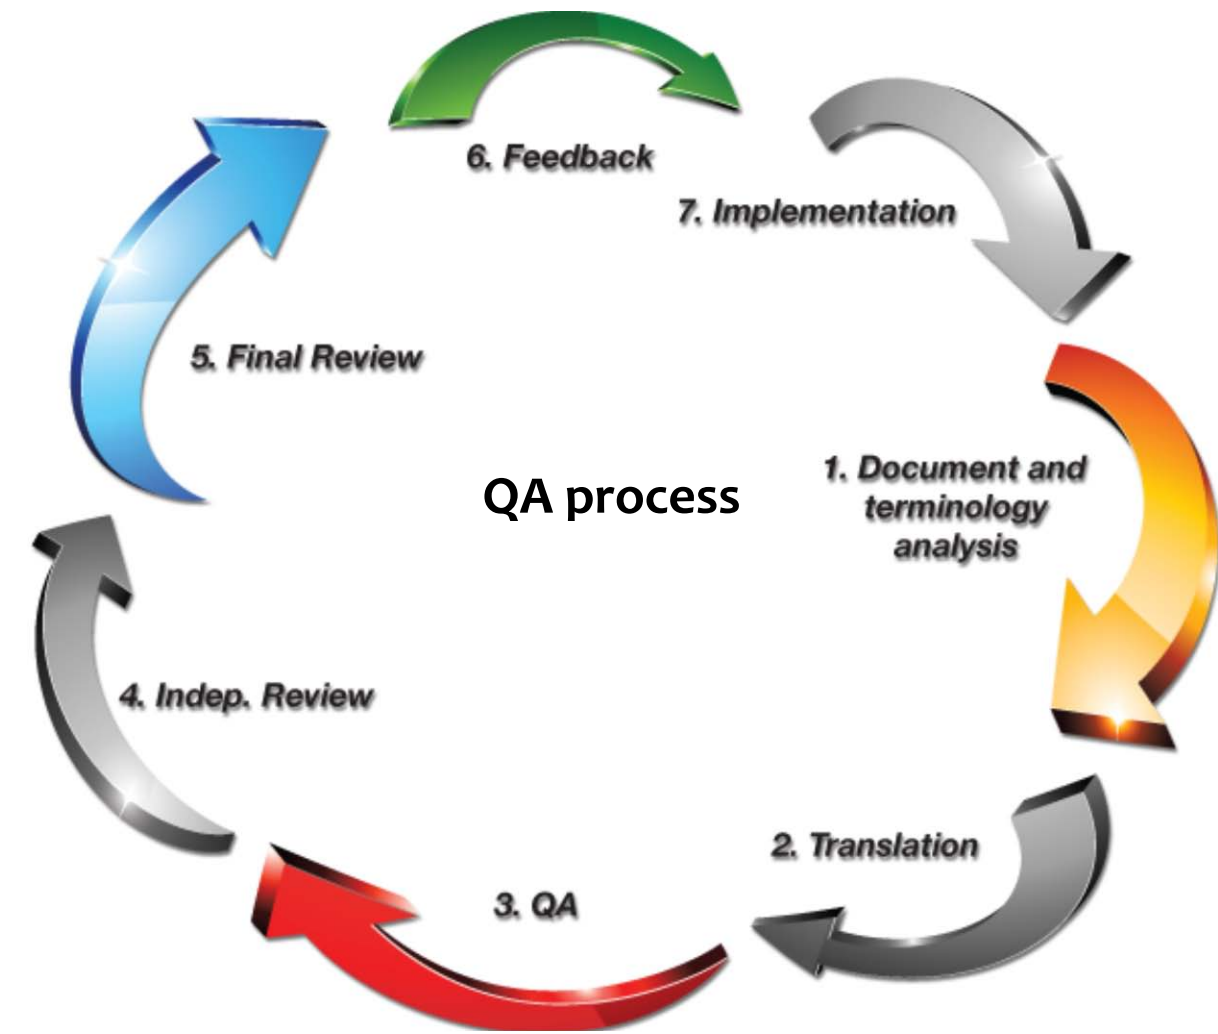 6. Feedback
7. Implementation
5. Final Review
1. Document and
terminology
analysis
QA process
4. Indep. Review
2. Translation
3. QA